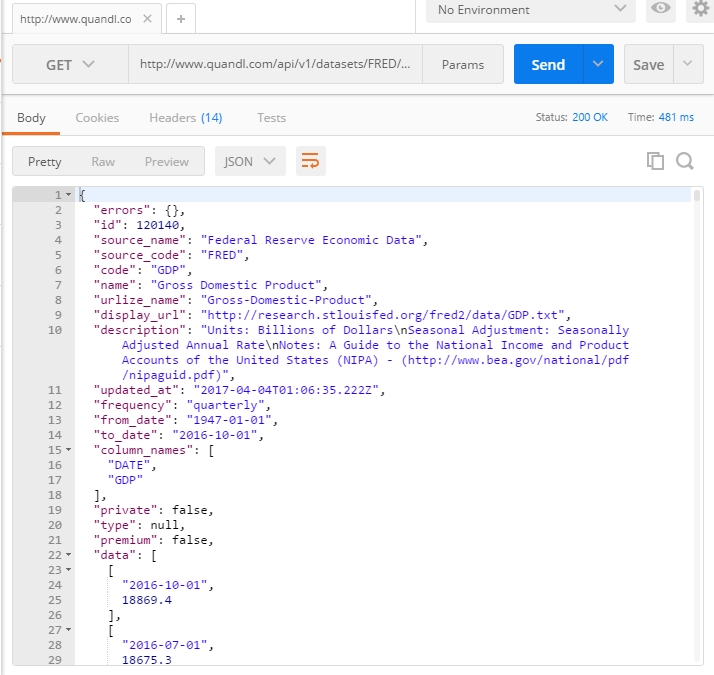 http://www.quandl.co × +
No Environment
GET http://www.quandl.com/api/v1/datasets/FRED/... Params Send Save
Body Cookies Headers (14) Tests Status: 200 OK Time: 481 ms
Pretty Raw Preview JSON
1 {
2 "errors": {},
3 "id": 120140,
4 "source_name": "Federal Reserve Economic Data",
5 "source_code": "FRED",
6 "code": "GDP",
7 "name": "Gross Domestic Product",
8 "urlize_name": "Gross-Domestic-Product",
9 "display_url": "http://research.stlouisfed.org/fred2/data/GDP.txt",
10 "description": "Units: Billions of Dollars\nSeasonal Adjustment: Seasonally
Adjusted Annual Rate\nNotes: A Guide to the National Income and Product
Accounts of the United States (NIPA) - (http://www.bea.gov/national/pdf
/nipaguid.pdf)",
11 "updated_at": "2017-04-04T01:06:35.222Z",
12 "frequency": "quarterly",
13 "from_date": "1947-01-01",
14 "to_date": "2016-10-01",
15 "column_names": [
16 "DATE",
17 "GDP"
18 ],
19 "private": false,
20 "type": null,
21 "premium": false,
22 "data": [
23 [
24 "2016-10-01",
25 18869.4
26 ],
27 [
28 "2016-07-01",
29 18675.3